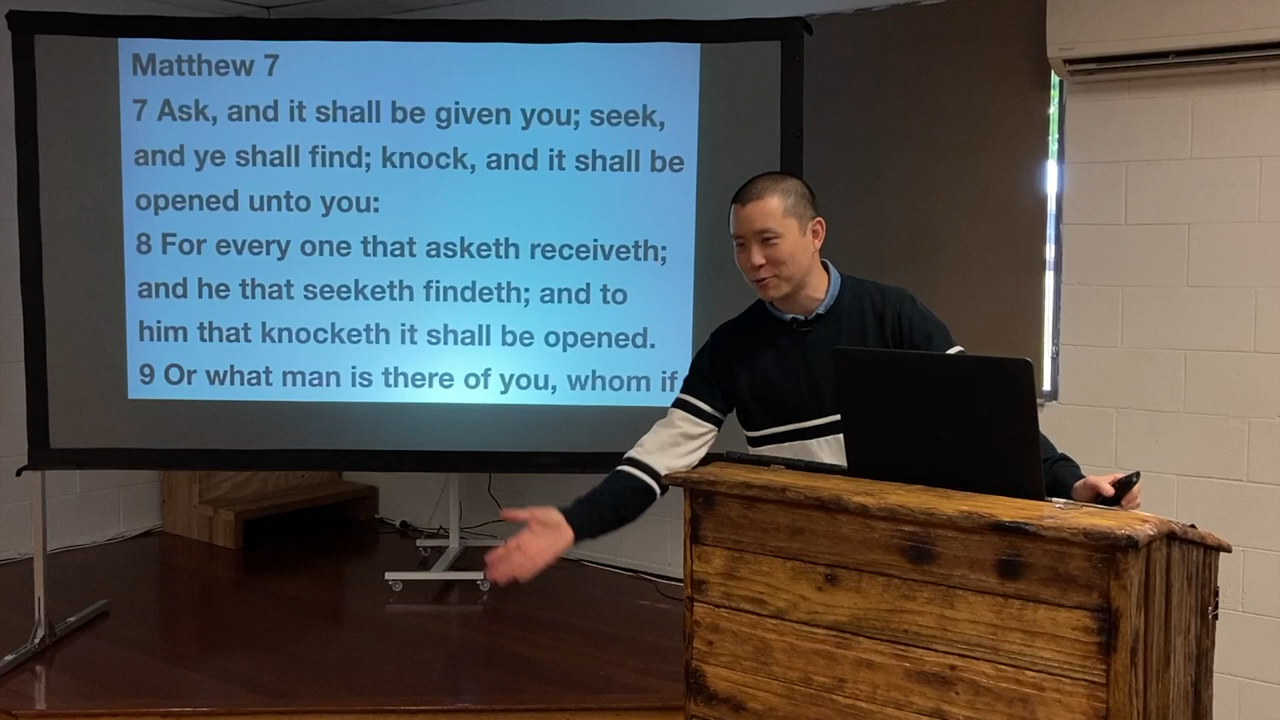 Matthew 7
7 Ask, and it shall be given you; seek,
and ye shall find; knock, and it shall be
opened unto you:
8 For every one that asketh receiveth;
and he that seeketh findeth; and to
him that knocketh it shall be opened.
9 Or what man is there of you, whom if